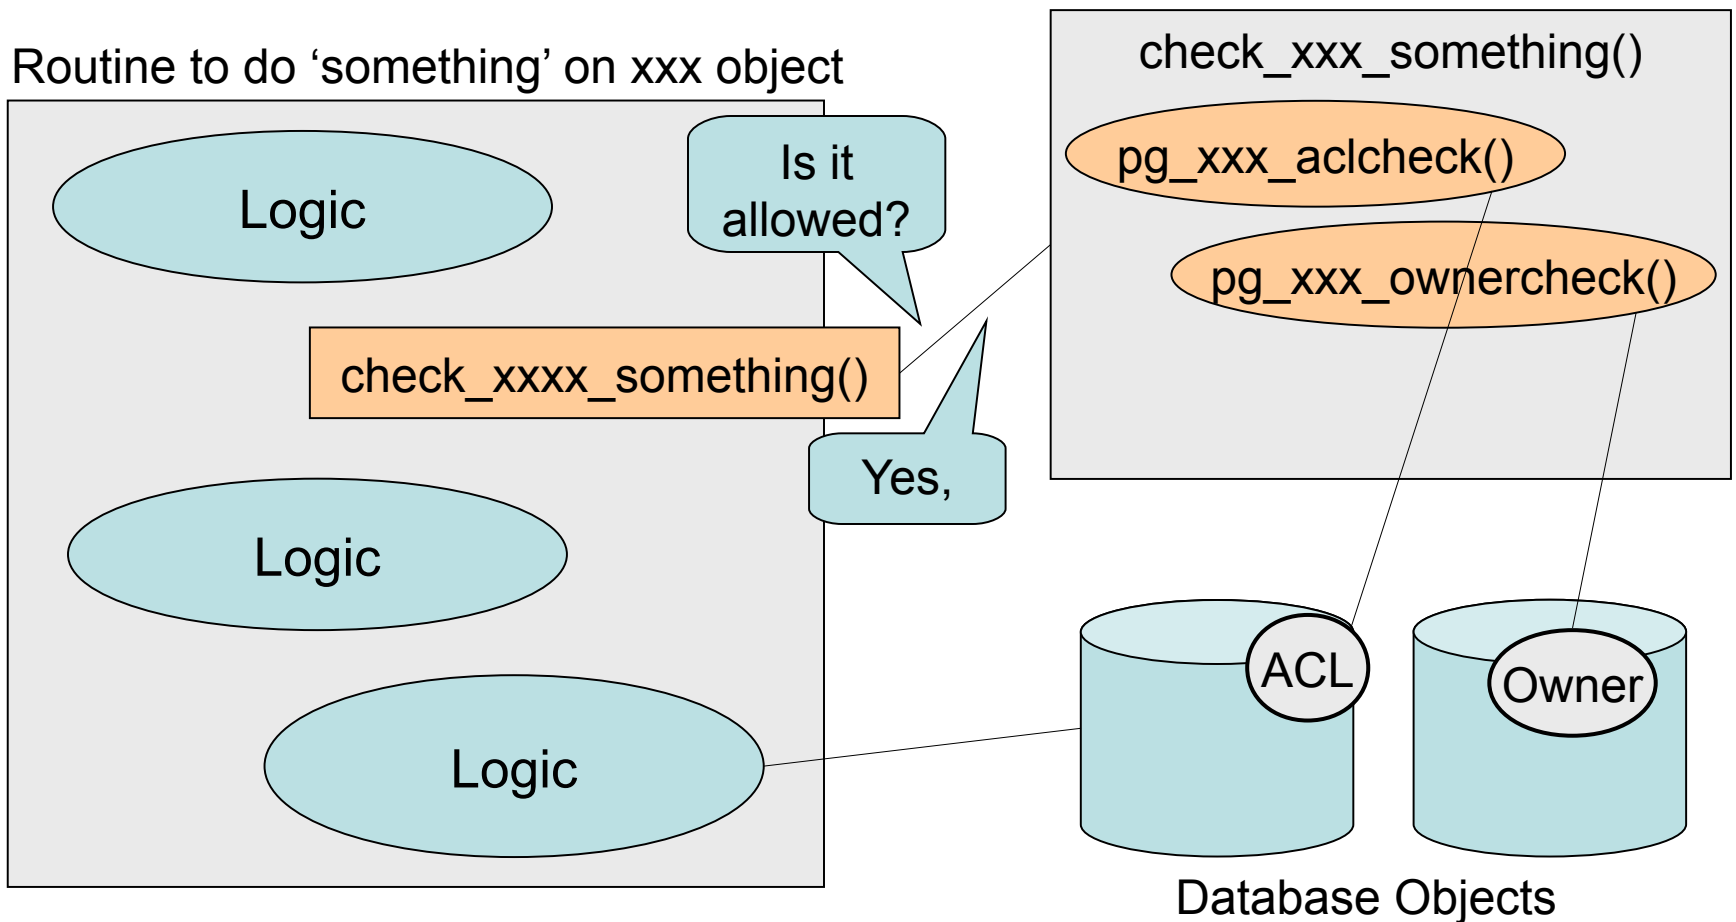 Routine to do ‘something’ on xxx object
Logic
Is it
allowed?
check_xxxx_something()
Yes,
Logic
Logic
check_xxx_something()
pg_xxx_aclcheck()
pg_xxx_ownercheck()
ACL
Owner
Database Objects